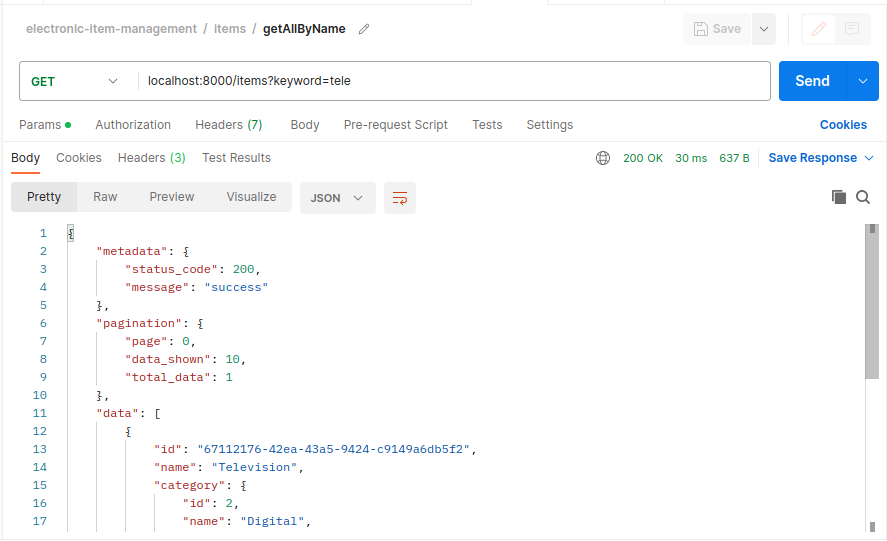 electronic-item-management / items / getAllByName
Save
GET localhost:8000/items?keyword=tele Send
Params Authorization Headers (7) Body Pre-request Script Tests Settings Cookies
Body Cookies Headers (3) Test Results 200 OK 30 ms 637 B Save Response
Pretty Raw Preview Visualize JSON
1 {
2 "metadata": {
3 "status_code": 200,
4 "message": "success"
5 },
6 "pagination": {
7 "page": 0,
8 "data_shown": 10,
9 "total_data": 1
10 },
11 "data": [
12 {
13 "id": "67112176-42ea-43a5-9424-c9149a6db5f2",
14 "name": "Television",
15 "category": {
16 "id": 2,
17 "name": "Digital",